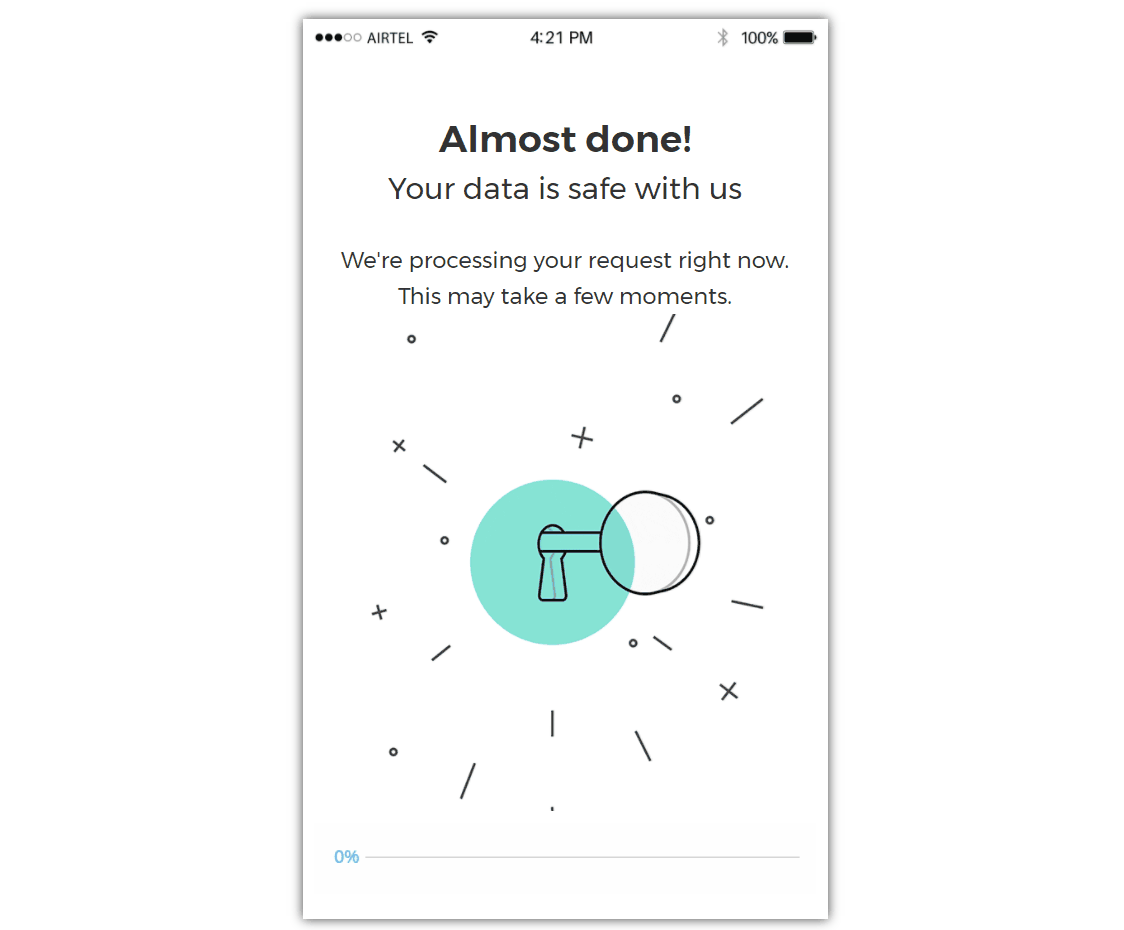 AIRTEL 4:21 PM 100%
Almost done!
Your data is safe with us
We're processing your request right now.
This may take a few moments.
0%